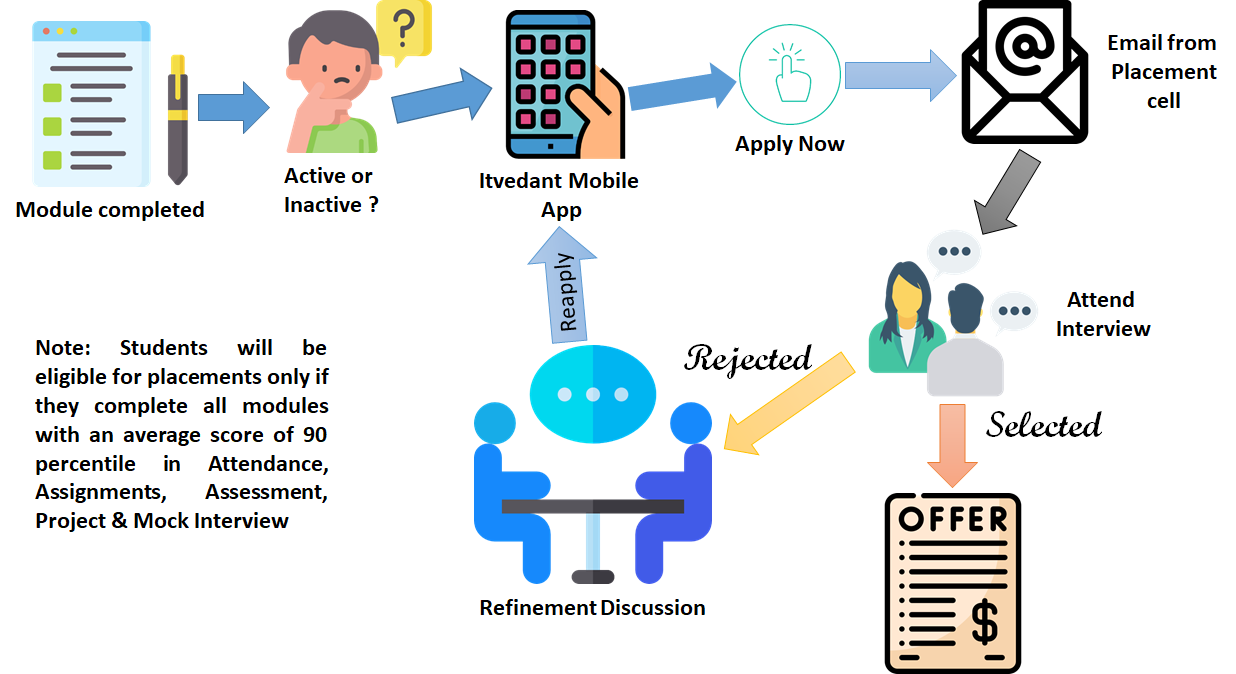 Module completed
Active or
Inactive ?
?
Itvedant Mobile
App
Apply Now
@
Email from
Placement
cell
Attend
Interview
Rejected
Selected
OFFER
$
Refinement Discussion
Reapply
Note: Students will be
eligible for placements only if
they complete all modules
with an average score of 90
percentile in Attendance,
Assignments, Assessment,
Project & Mock Interview